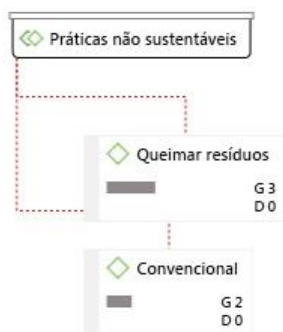 Práticas não sustentáveis
Queimar resíduos
G 3
D 0
Convencional
G 2
D 0